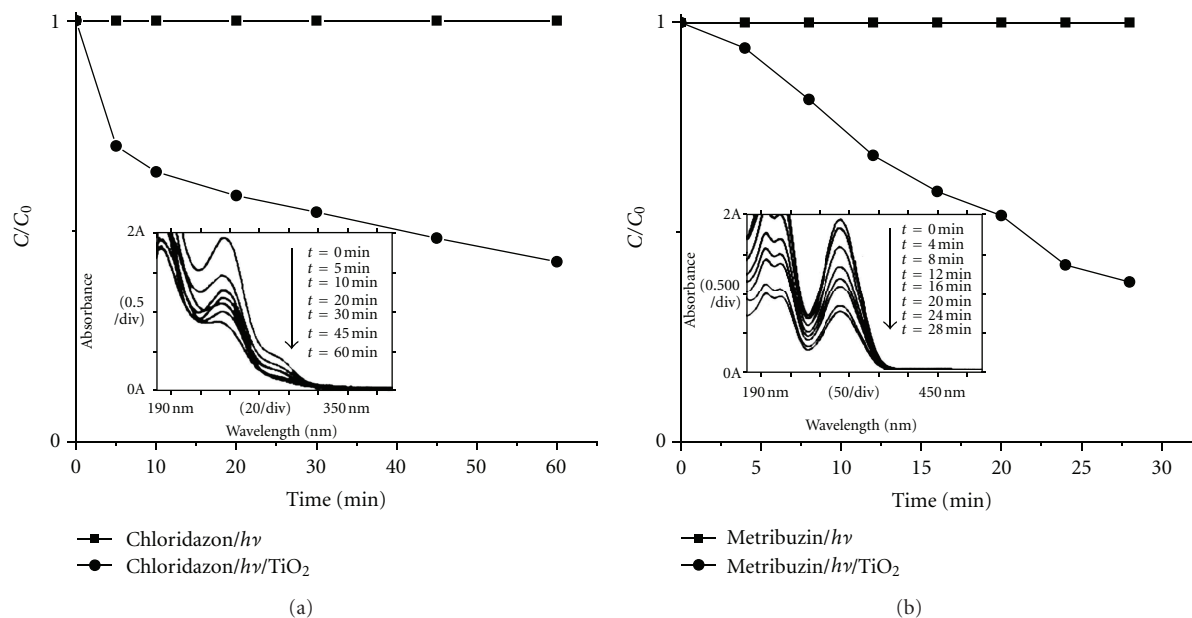 1
C/C₀
0
0 10 20 30 40 50 60
Time (min)
2A
Absorbance
(0.5
/div)
0A
t = 0 min
t = 5 min
t = 10 min
t = 20 min
t = 30 min
t = 45 min
t = 60 min
190 nm (20/div) 350 nm
Wavelength (nm)
Chloridazon/hν
Chloridazon/hν/TiO₂
(a)
1
C/C₀
0
0 5 10 15 20 25 30
Time (min)
2A
Absorbance
(0.500
/div)
0A
t = 0 min
t = 4 min
t = 8 min
t = 12 min
t = 16 min
t = 20 min
t = 24 min
t = 28 min
190 nm (50/div) 450 nm
Wavelength (nm)
Metribuzin/hν
Metribuzin/hν/TiO₂
(b)